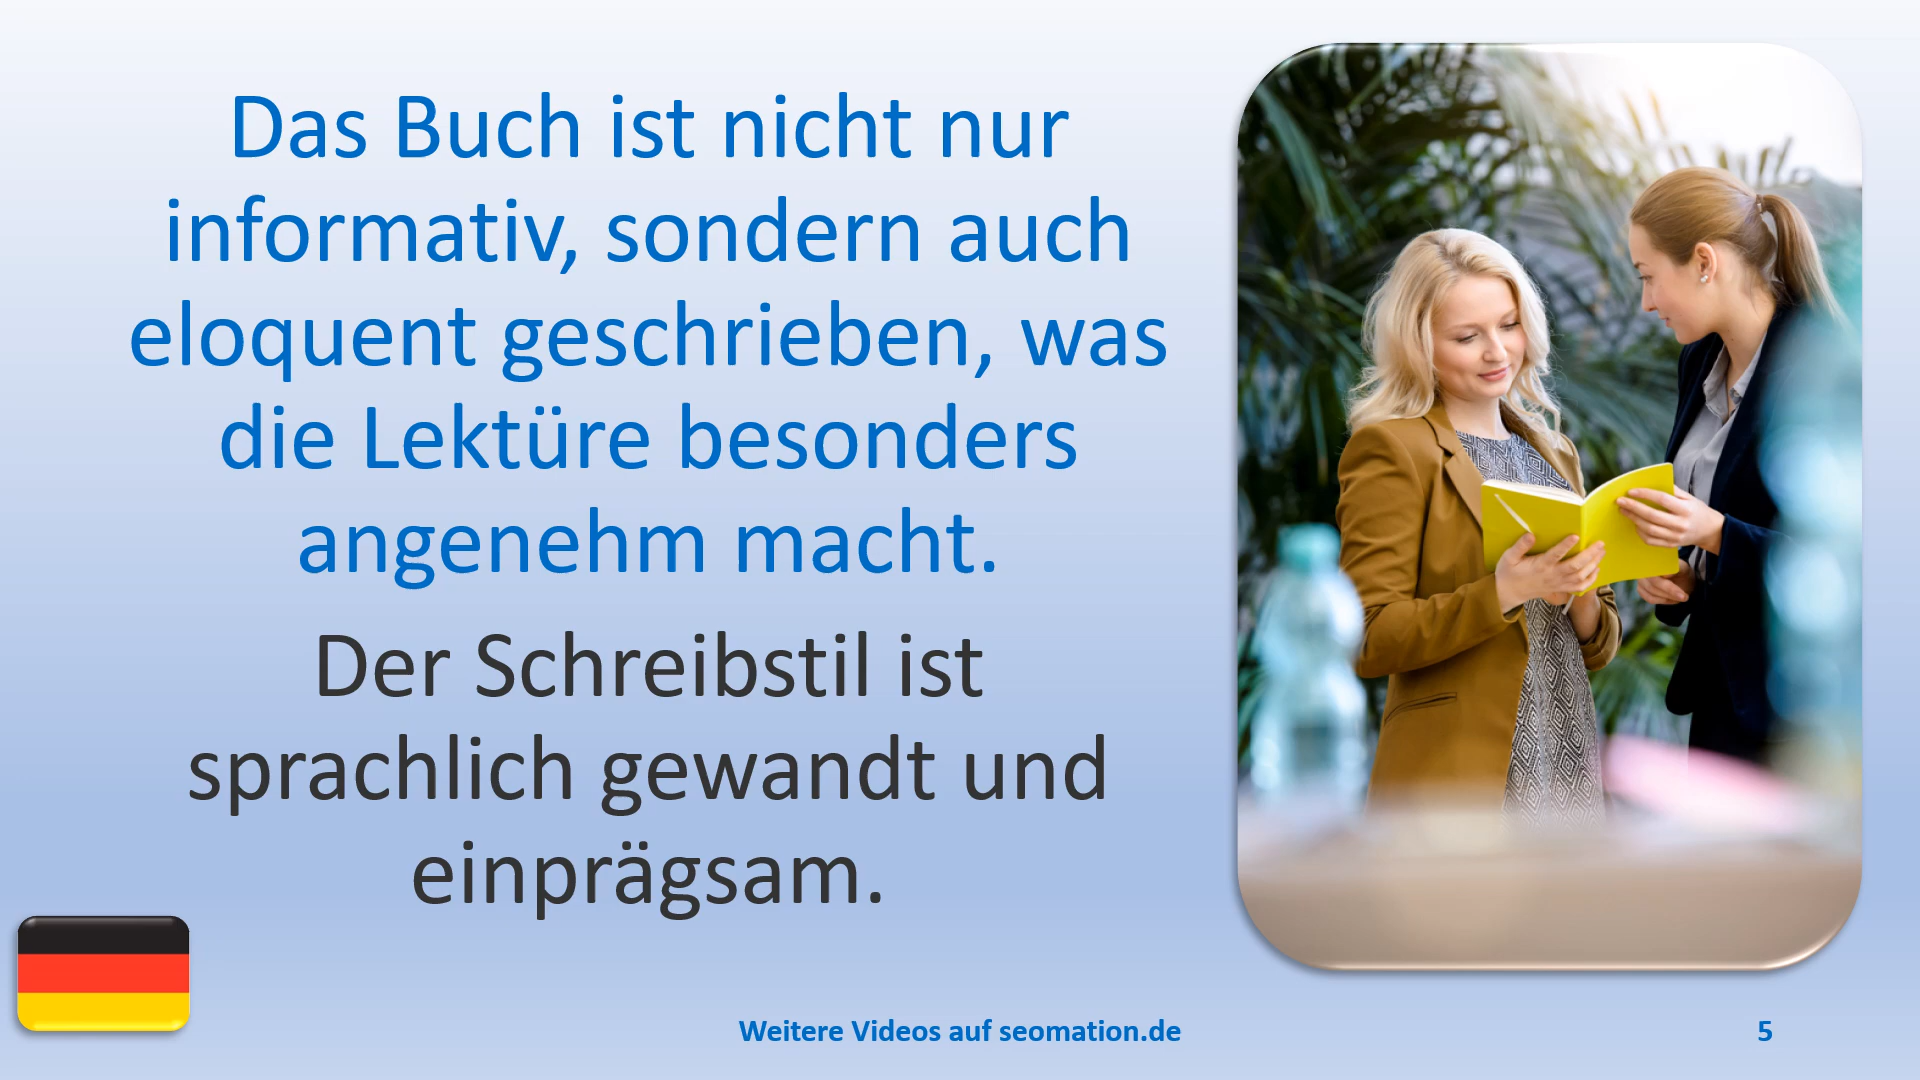 Das Buch ist nicht nur
informativ, sondern auch
eloquent geschrieben, was
die Lektüre besonders
angenehm macht.
Der Schreibstil ist
sprachlich gewandt und
einprägsam.
Weitere Videos auf seomation.de
5